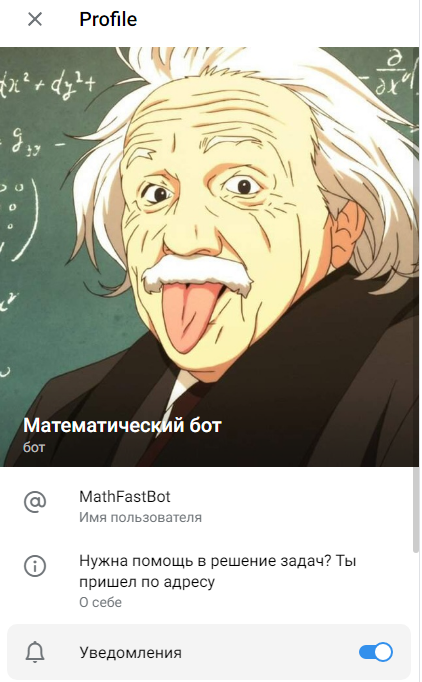 Profile
Математический бот
бот
MathFastBot
Имя пользователя
Нужна помощь в решение задач? Ты
пришел по адресу
О себе
Уведомления